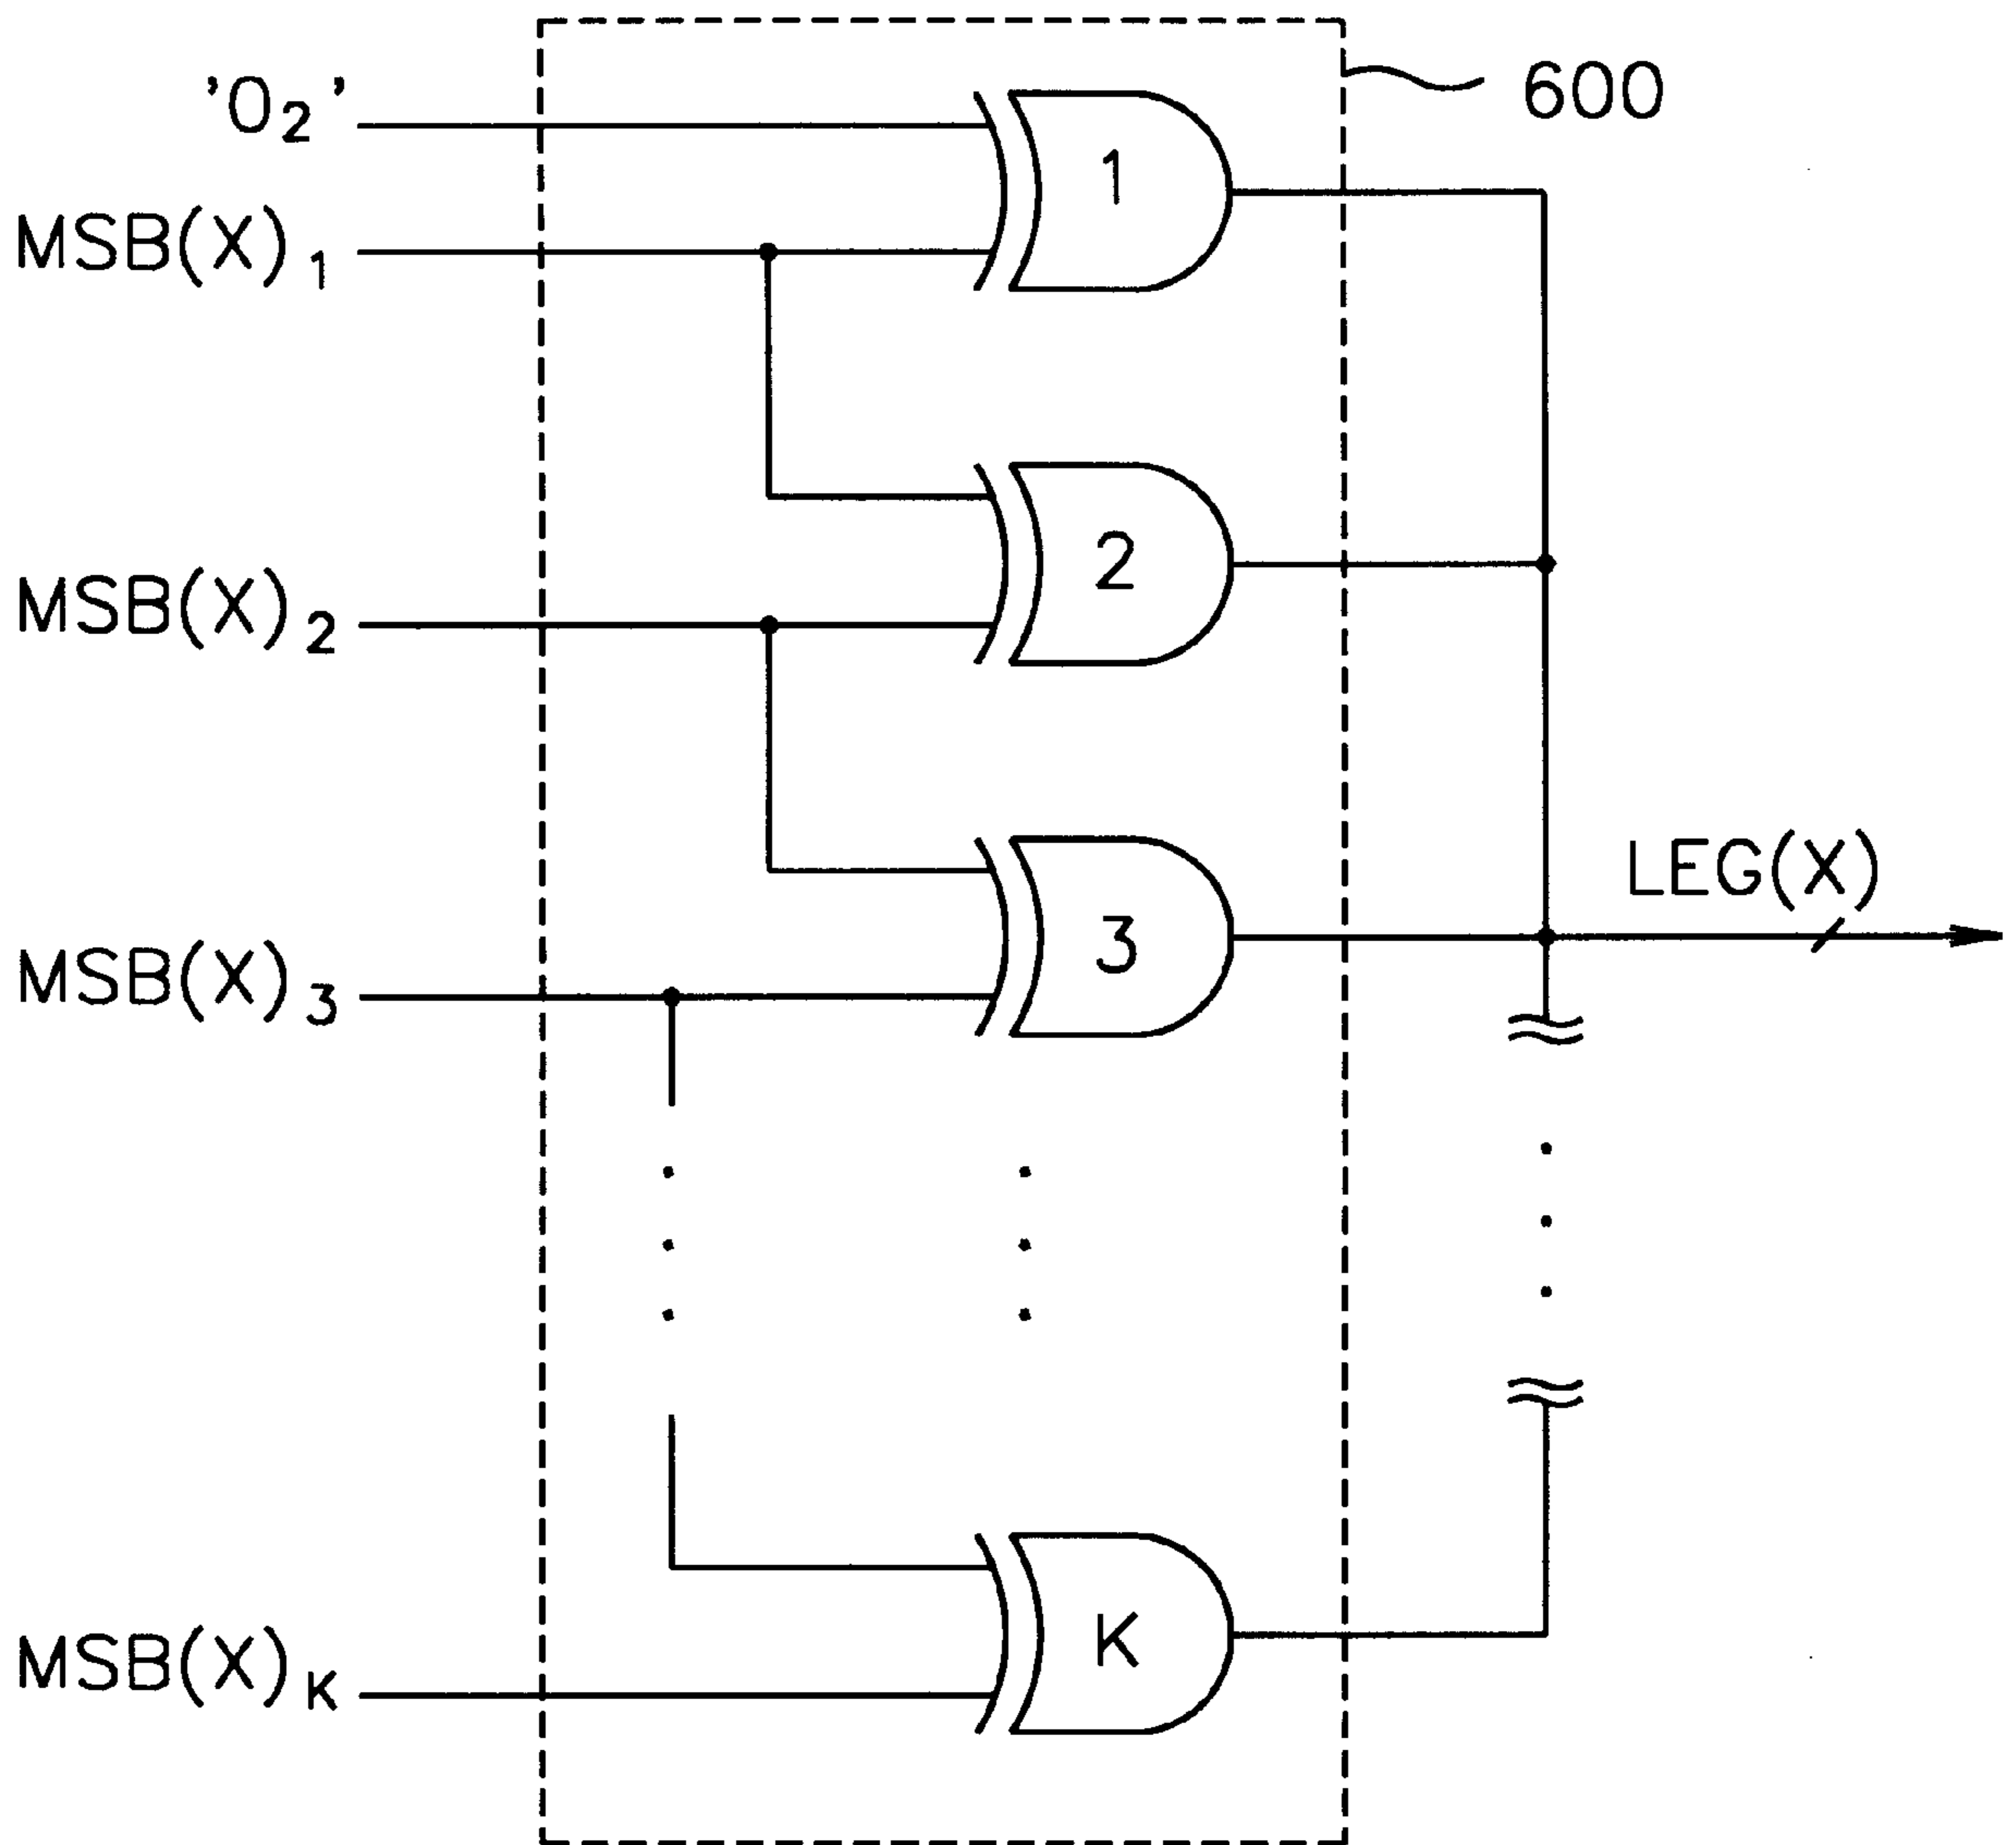 '0₂'
600
1
MSB(X)₁
2
MSB(X)₂
LEG(X)
3
MSB(X)₃
K
MSB(X)ₖ